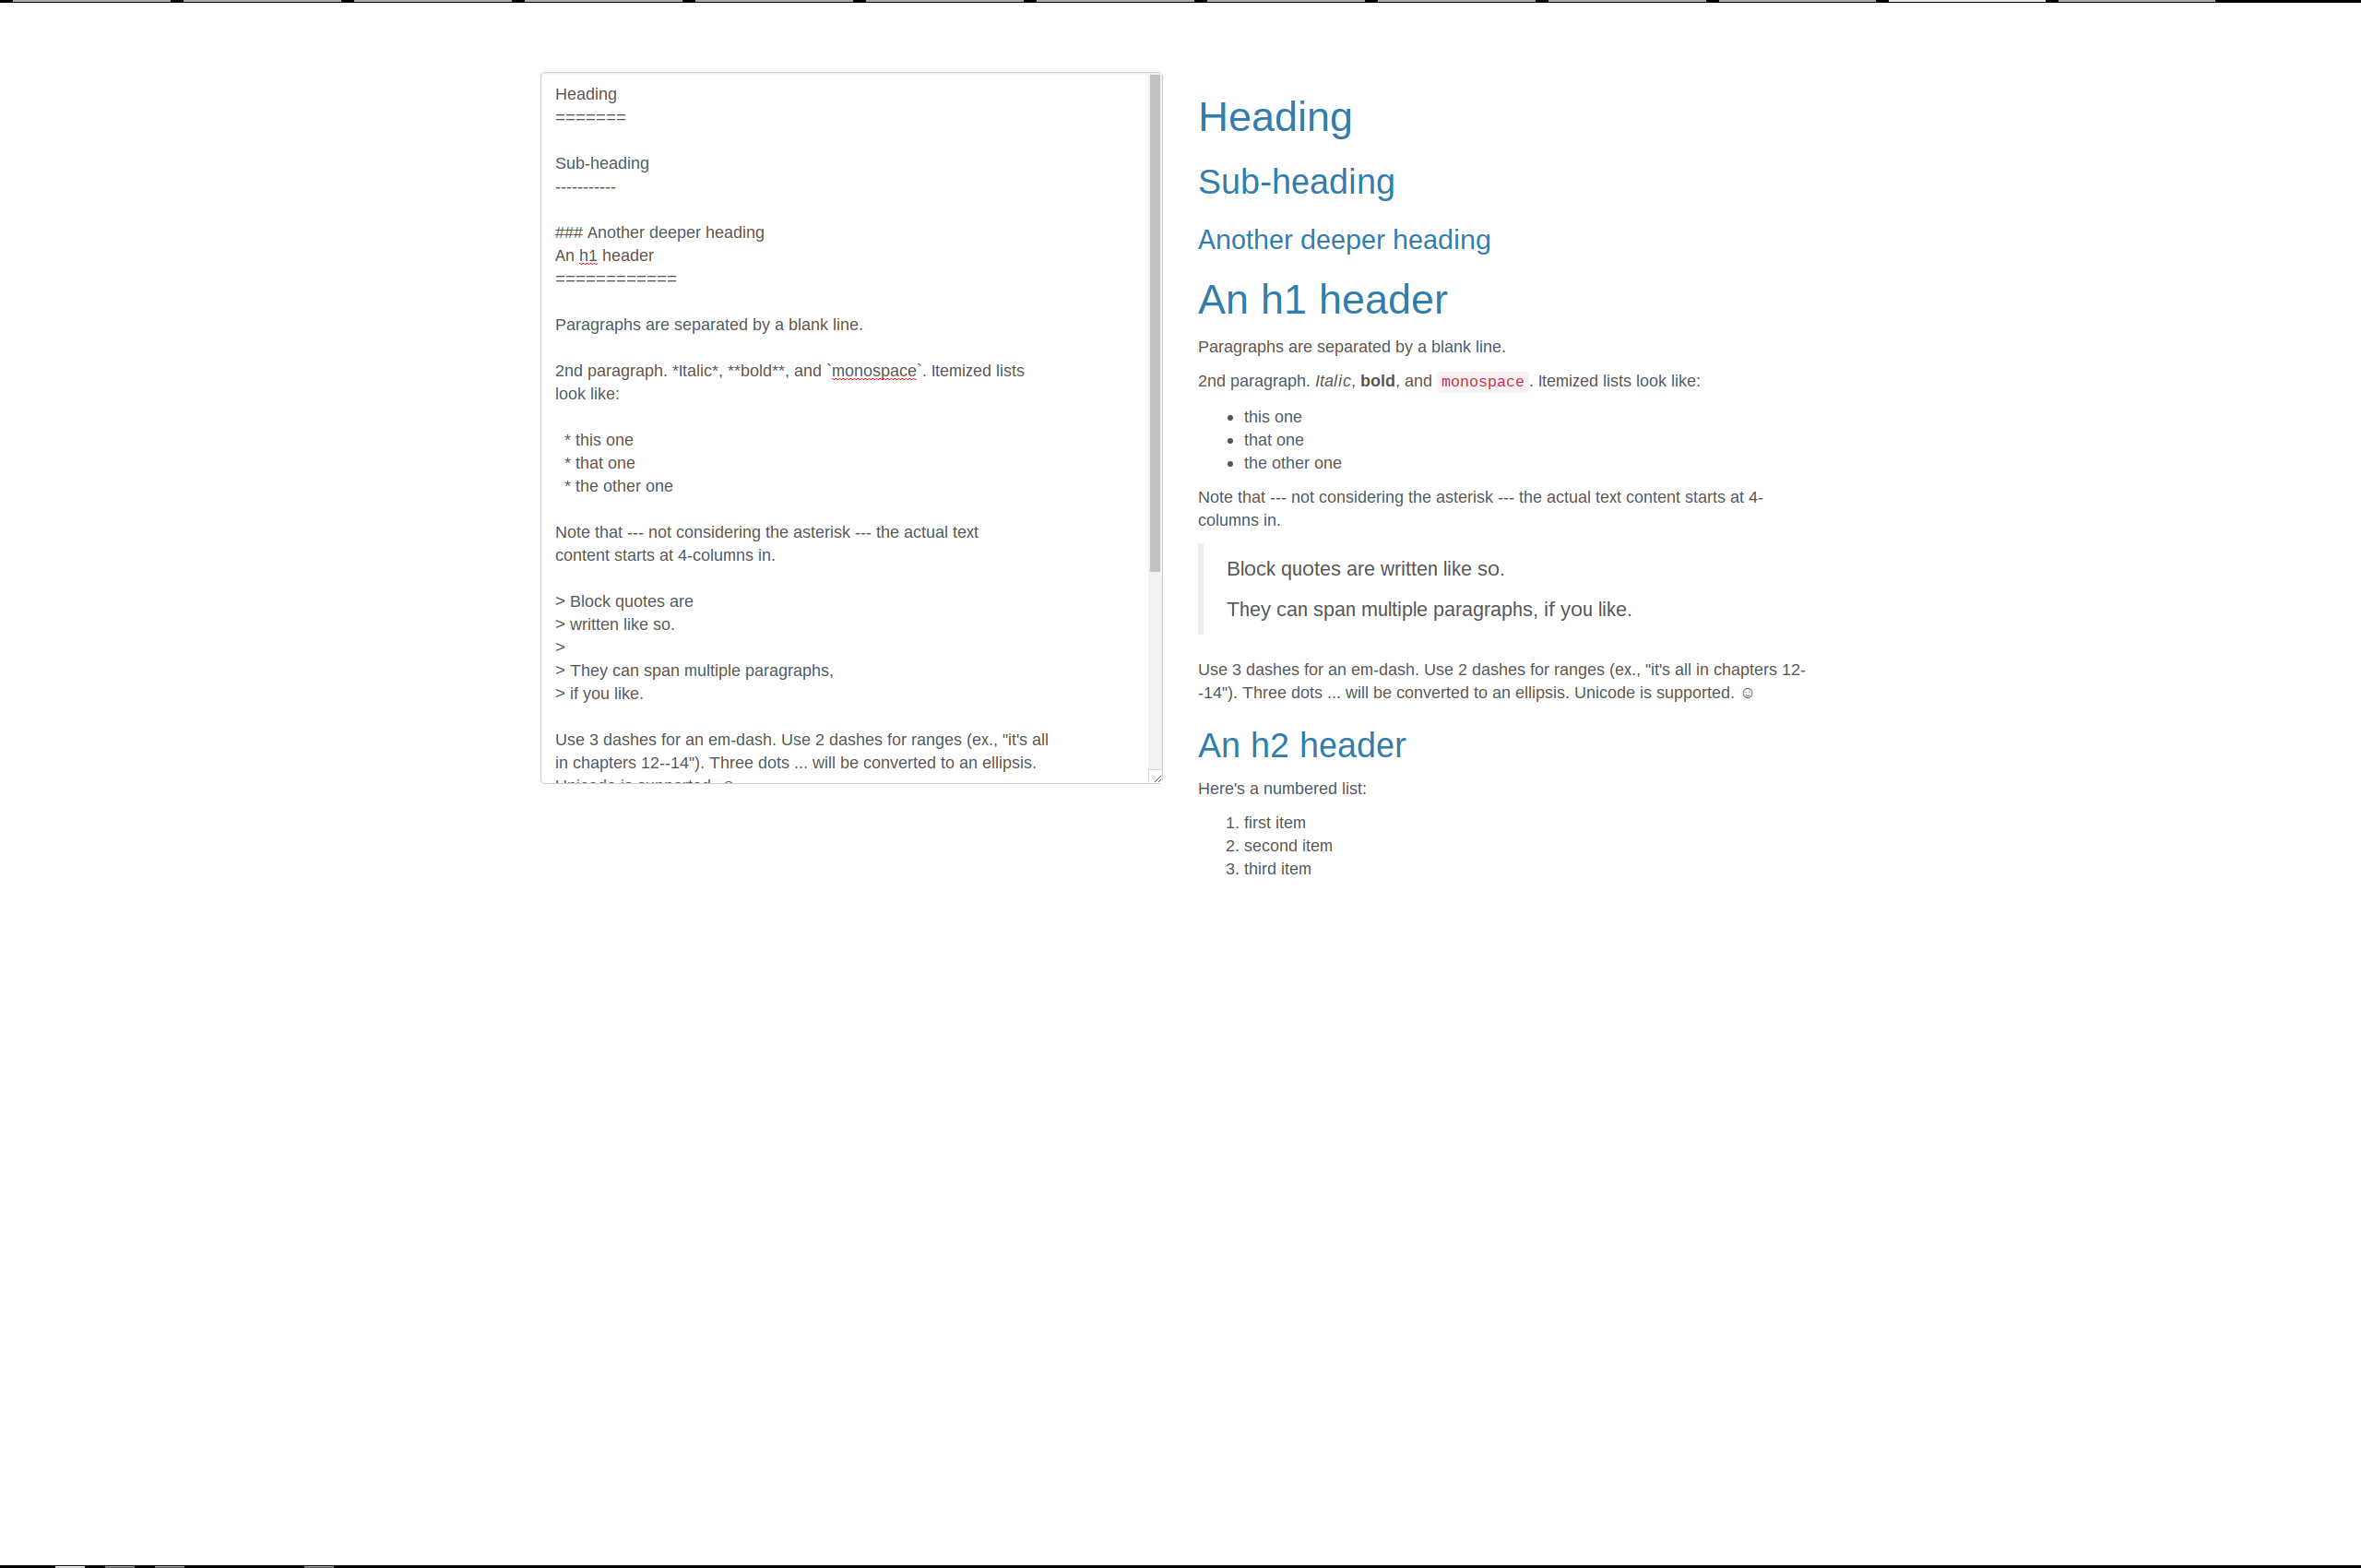 Heading
=======
Sub-heading
-----------
### Another deeper heading
An h1 header
============
Paragraphs are separated by a blank line.
2nd paragraph. *Italic*, **bold**, and `monospace`. Itemized lists
look like:
* this one
* that one
* the other one
Note that --- not considering the asterisk --- the actual text
content starts at 4-columns in.
> Block quotes are
> written like so.
>
> They can span multiple paragraphs,
> if you like.
Use 3 dashes for an em-dash. Use 2 dashes for ranges (ex., "it's all
in chapters 12--14"). Three dots ... will be converted to an ellipsis.
Unicode is supported. ☺
Heading
Sub-heading
Another deeper heading
An h1 header
Paragraphs are separated by a blank line.
2nd paragraph. Italic, bold, and monospace. Itemized lists look like:
• this one
• that one
• the other one
Note that --- not considering the asterisk --- the actual text content starts at 4-
columns in.
Block quotes are written like so.
They can span multiple paragraphs, if you like.
Use 3 dashes for an em-dash. Use 2 dashes for ranges (ex., "it's all in chapters 12-
-14"). Three dots ... will be converted to an ellipsis. Unicode is supported. ☺
An h2 header
Here's a numbered list:
1. first item
2. second item
3. third item